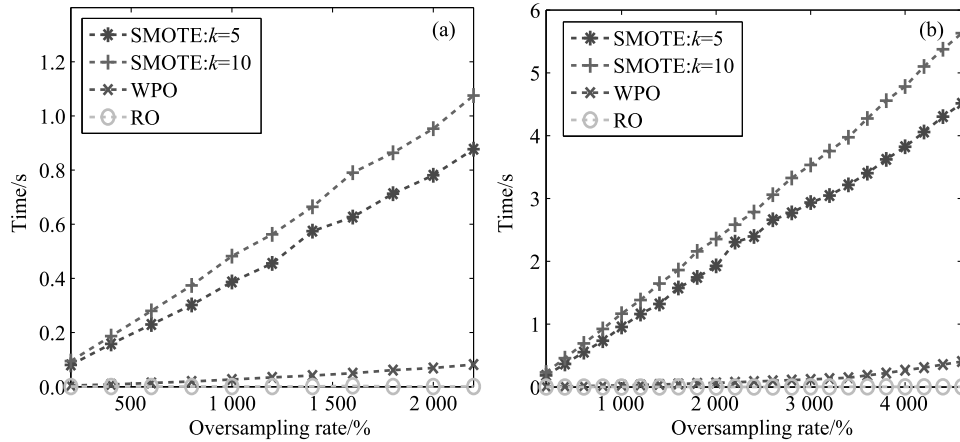 (a)
SMOTE:k=5
SMOTE:k=10
WPO
RO
Time/s
1.2
1.0
0.8
0.6
0.4
0.2
0.0
500
1 000
1 500
2 000
Oversampling rate/%
(b)
SMOTE:k=5
SMOTE:k=10
WPO
RO
Time/s
6
5
4
3
2
1
0
1 000
2 000
3 000
4 000
Oversampling rate/%